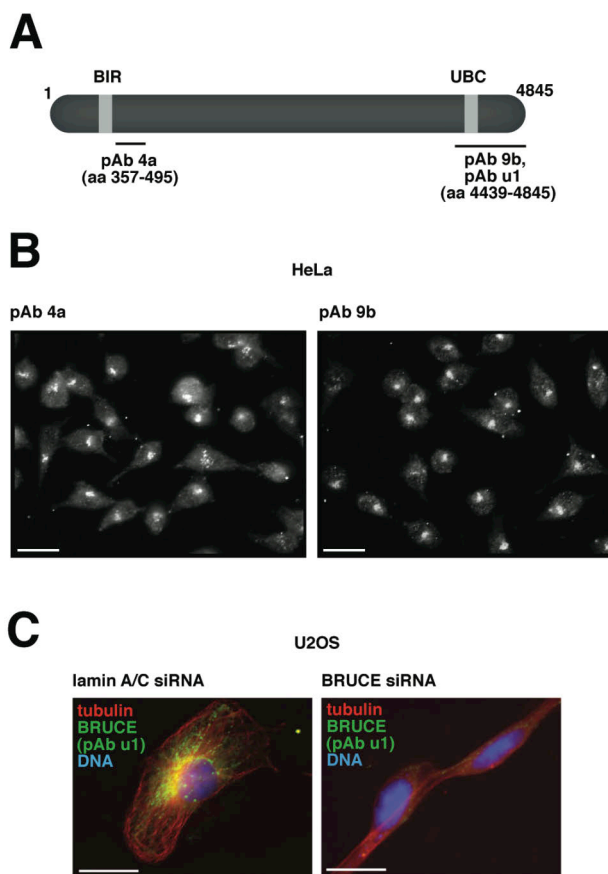 A
BIR
UBC
1
4845
pAb 4a
(aa 357-495)
pAb 9b,
pAb u1
(aa 4439-4845)
B
HeLa
pAb 4a
pAb 9b
C
U2OS
lamin A/C siRNA
BRUCE siRNA
tubulin
BRUCE
(pAb u1)
DNA
tubulin
BRUCE
(pAb u1)
DNA